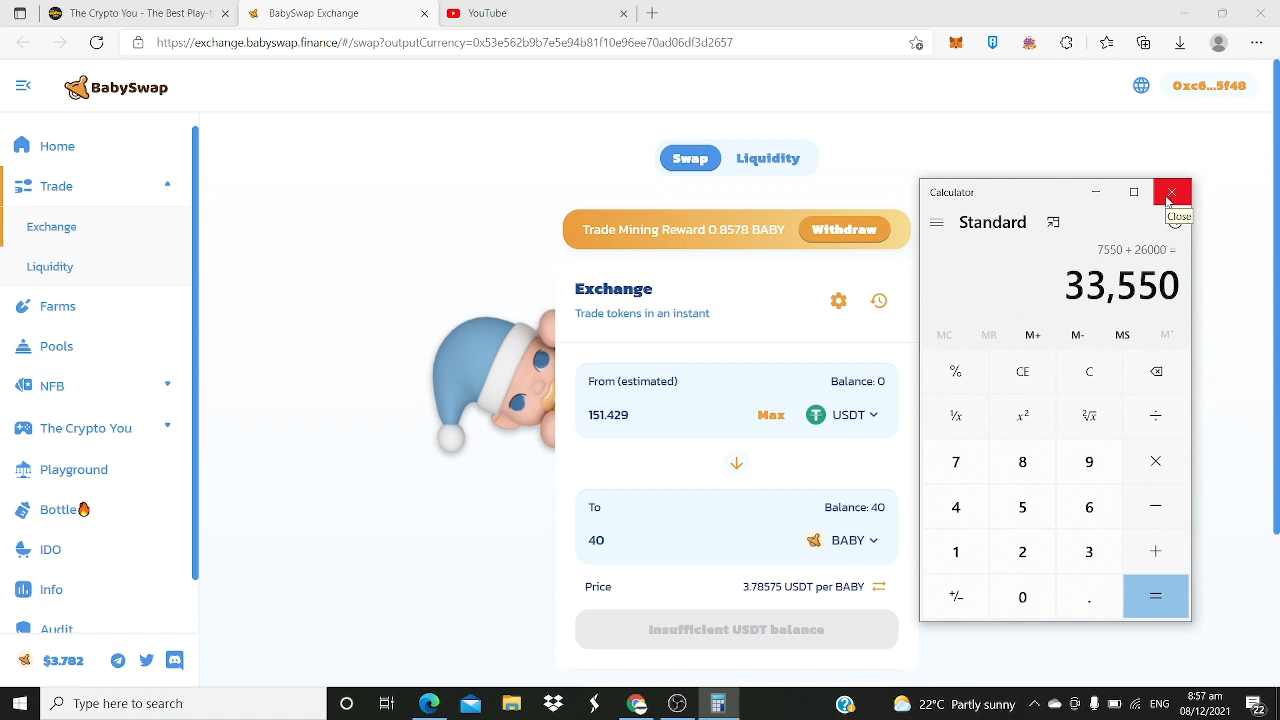 The Crypto You - The Best Play-t
BabySwap Exchange
YouTube
https://exchange.babyswap.finance/#/swap?outputCurrency=0x53e562b9b7e5e94b81f10e96ee70ad06df3d2657
BabySwap
0xc6...5f48
Home
Trade
Exchange
Liquidity
Farms
Pools
NFB
The Crypto You
Playground
Bottle
IDO
Info
Audit
$3.782
Swap
Liquidity
Trade Mining Reward 0.8578 BABY
Withdraw
Exchange
Trade tokens in an instant
From (estimated)
Balance: 0
151.429
Max
USDT
To
Balance: 40
40
BABY
Price
3.78575 USDT per BABY
Insufficient USDT balance
Calculator
Close
Standard
7550 + 26000 =
33,550
MC MR M+ M- MS M˅
% CE C
¹/x x² ²√x ÷
7 8 9 ×
4 5 6 −
1 2 3 +
+/- 0 . =
Type here to search
22°C Partly sunny
ENG
8:57 am
08/12/2021
22